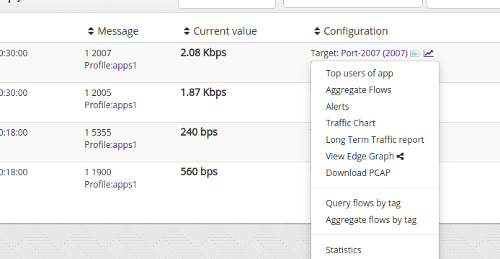 Message
Current value
Configuration
0:30:00
1 2007
Profile:apps1
2.08 Kbps
Target: Port-2007 (2007)
Top users of app
Aggregate Flows
Alerts
Traffic Chart
Long Term Traffic report
View Edge Graph
Download PCAP
Query flows by tag
Aggregate flows by tag
Statistics
0:30:00
1 2005
Profile:apps1
1.87 Kbps
0:18:00
1 5355
Profile:apps1
240 bps
0:18:00
1 1900
Profile:apps1
560 bps